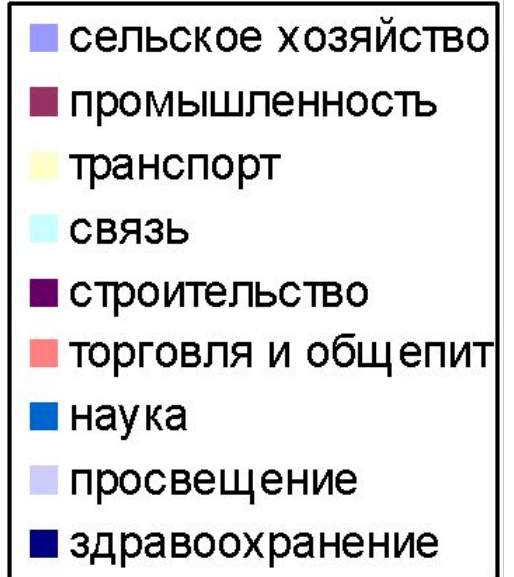 сельское хозяйство
промышленность
транспорт
связь
строительство
торговля и общепит
наука
просвещение
здравоохранение